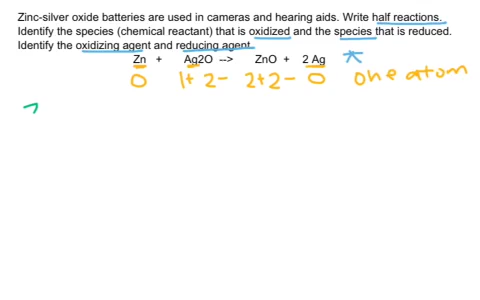 Zinc-silver oxide batteries are used in cameras and hearing aids. Write half reactions.
Identify the species (chemical reactant) that is oxidized and the species that is reduced.
Identify the oxidizing agent and reducing agent.
Zn + Ag2O --> ZnO + 2 Ag
0 1+ 2- 2+2- 0 one atom